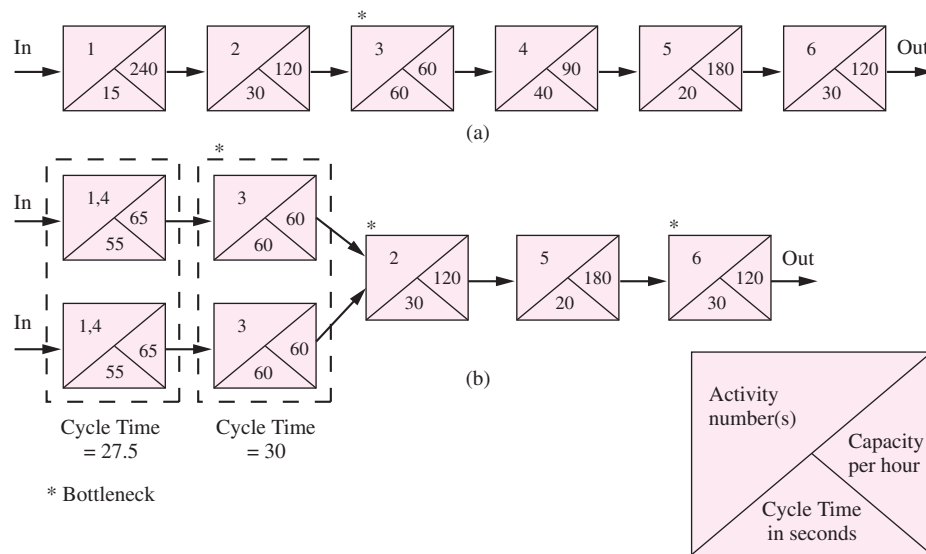 *
In 1 240 15 2 120 30 3 60 60 4 90 40 5 180 20 6 120 30 Out
(a)
*
In 1,4 65 55 3 60 60
* *
2 120 30 5 180 20 6 120 30 Out
In 1,4 65 55 3 60 60
(b)
Cycle Time
= 27.5
Cycle Time
= 30
* Bottleneck
Activity
number(s)
Capacity
per hour
Cycle Time
in seconds